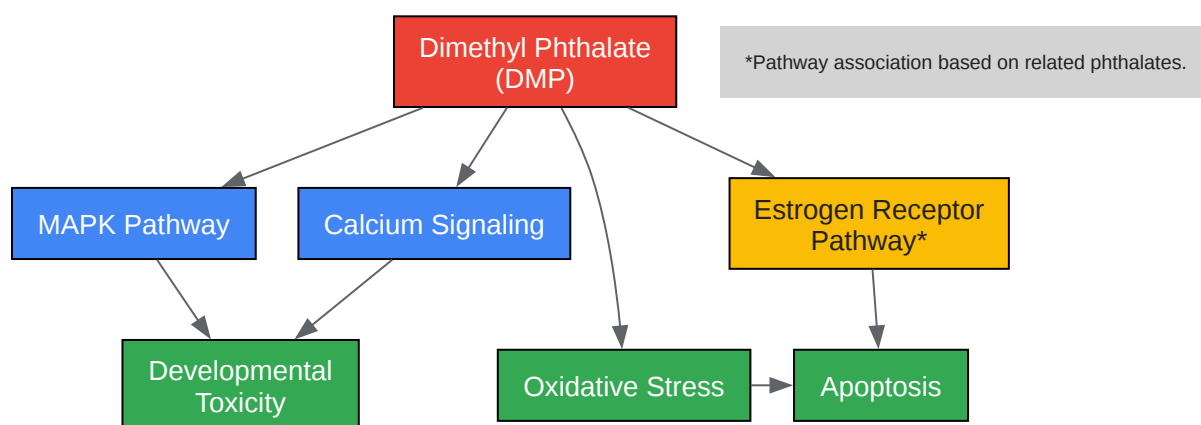 Dimethyl Phthalate
(DMP)
*Pathway association based on related phthalates.
MAPK Pathway
Calcium Signaling
Estrogen Receptor
Pathway*
Developmental
Toxicity
Oxidative Stress
Apoptosis